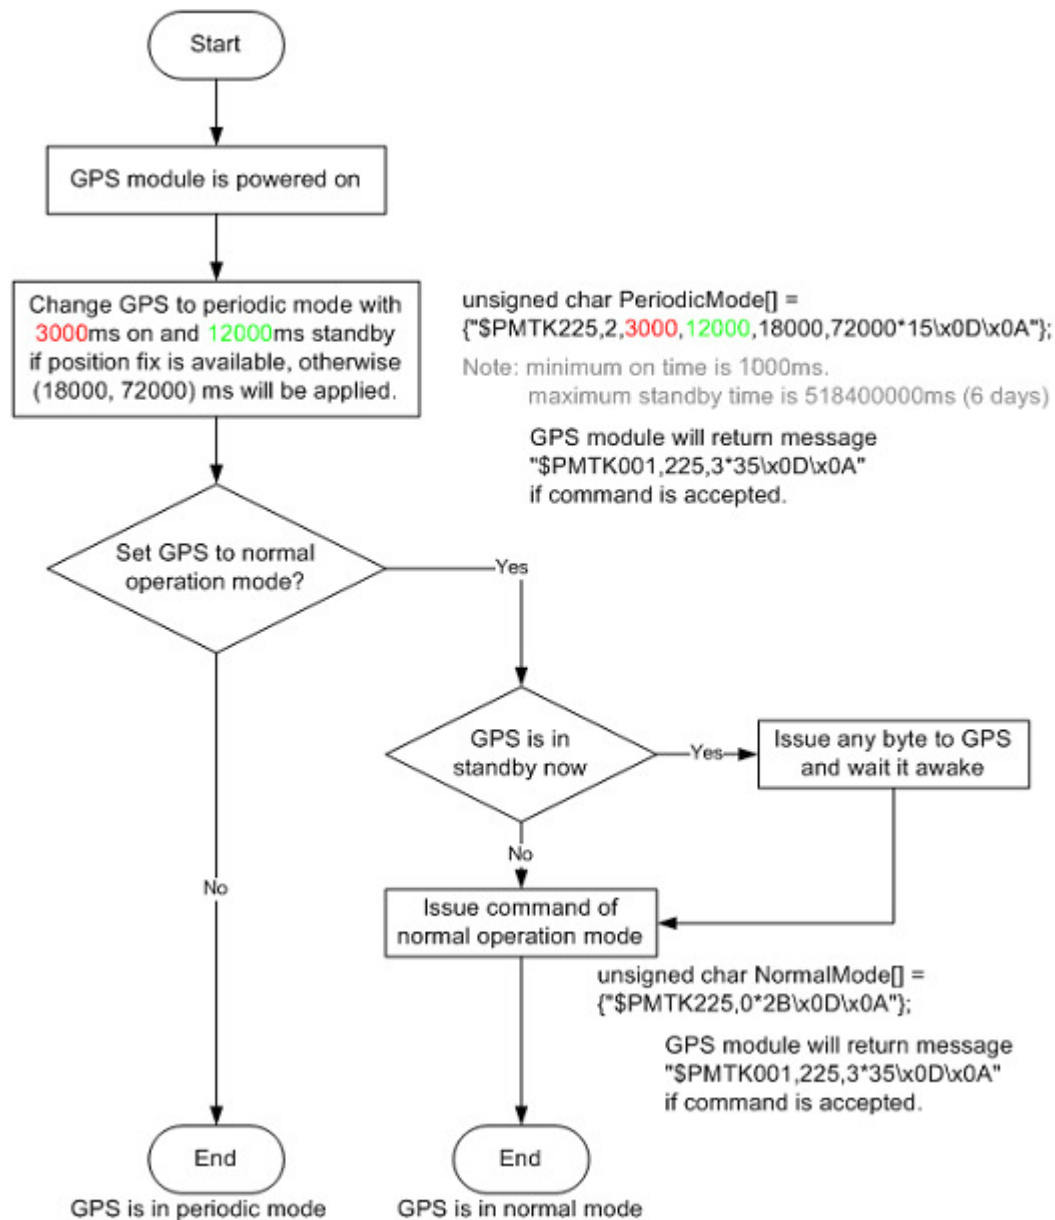 Start
GPS module is powered on
Change GPS to periodic mode with
3000ms on and 12000ms standby
if position fix is available, otherwise
(18000, 72000) ms will be applied.
unsigned char PeriodicMode[] =
{"$PMTK225,2,3000,12000,18000,72000*15\x0D\x0A"};
Note: minimum on time is 1000ms.
maximum standby time is 518400000ms (6 days)
GPS module will return message
"$PMTK001,225,3*35\x0D\x0A"
if command is accepted.
Set GPS to normal
operation mode?
Yes
GPS is in
standby now
Yes
Issue any byte to GPS
and wait it awake
No
No
Issue command of
normal operation mode
unsigned char NormalMode[] =
{"$PMTK225,0*2B\x0D\x0A"};
GPS module will return message
"$PMTK001,225,3*35\x0D\x0A"
if command is accepted.
End
GPS is in periodic mode
End
GPS is in normal mode